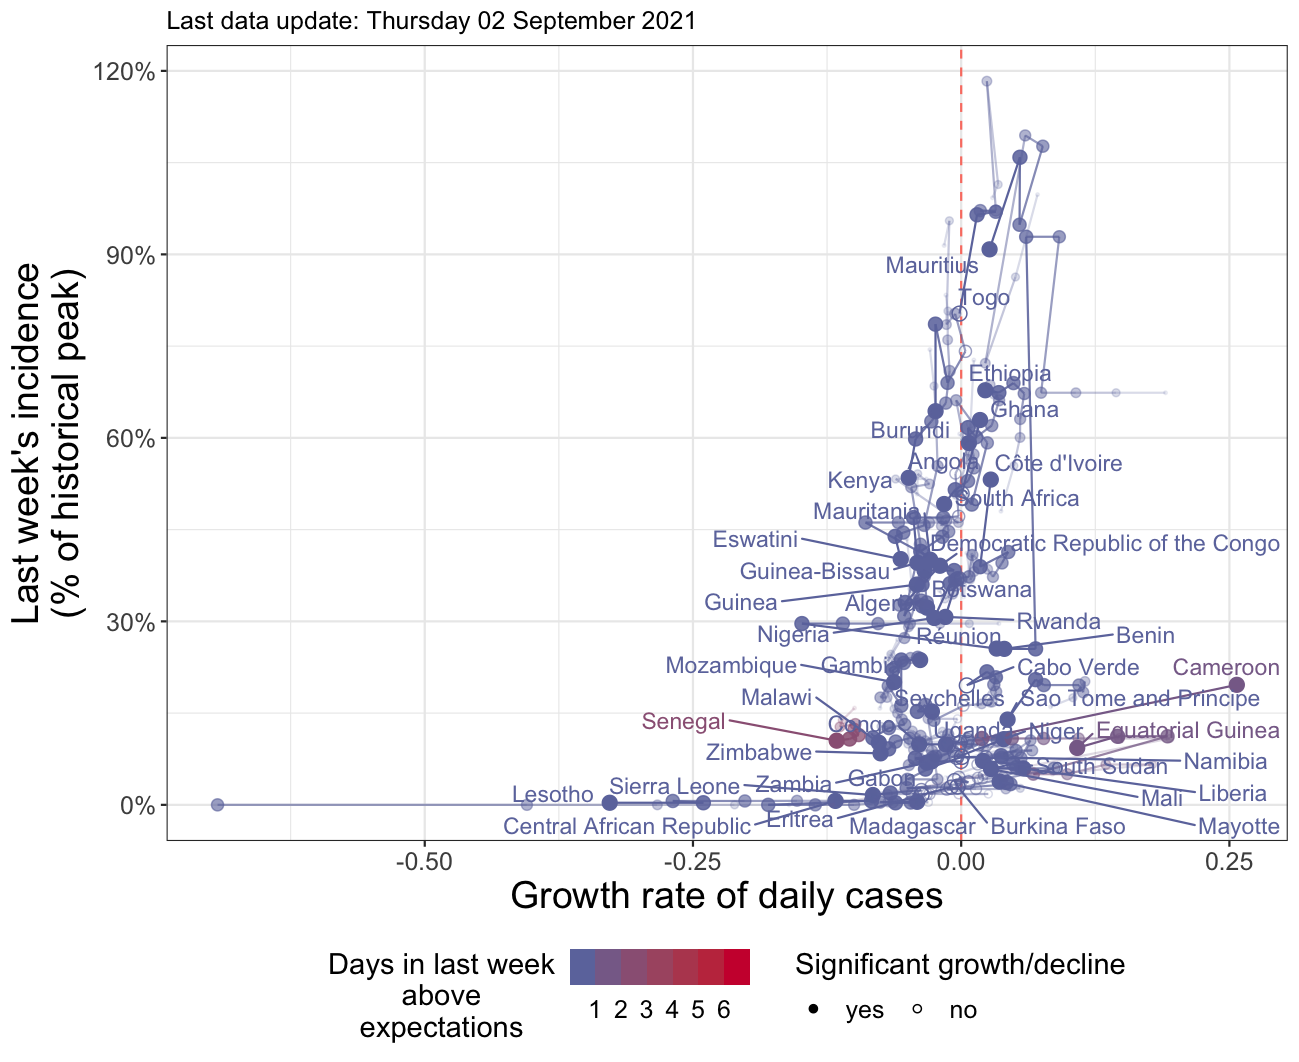 Last data update: Thursday 02 September 2021
120%
90%
60%
30%
0%
Last week's incidence
(% of historical peak)
Mauritius
Togo
Ethiopia
Ghana
Burundi
Angola
Côte d'Ivoire
Kenya
South Africa
Mauritania
Eswatini
Democratic Republic of the Congo
Guinea-Bissau
Botswana
Guinea
Algeri
Rwanda
Nigeria
Réunion
Benin
Mozambique
Gambi
Cabo Verde
Cameroon
Malawi
Seychelles
Sao Tome and Principe
Senegal
Congo
Uganda
Niger
Equatorial Guinea
Zimbabwe
South Sudan
Namibia
Sierra Leone
Zambia
Gabon
Lesotho
Mali
Liberia
Central African Republic
Eritrea
Madagascar
Burkina Faso
Mayotte
-0.50
-0.25
0.00
0.25
Growth rate of daily cases
Days in last week
above
expectations
1 2 3 4 5 6
Significant growth/decline
yes
no